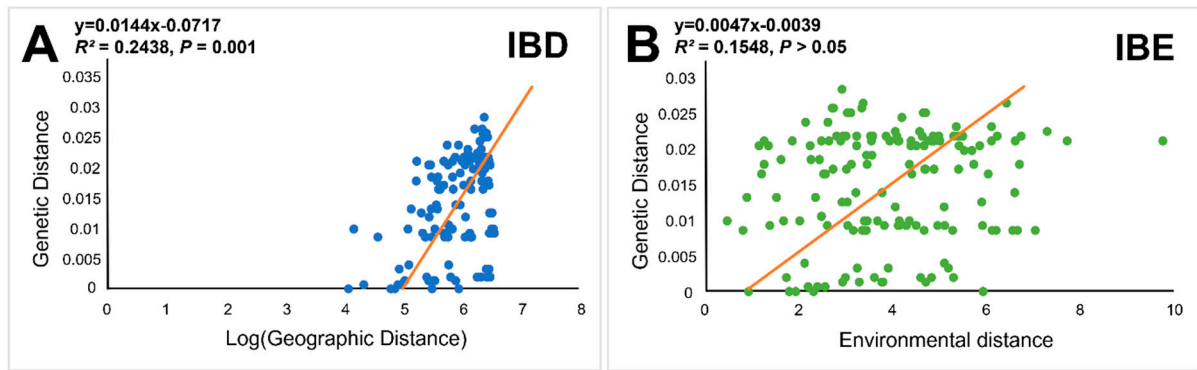 A
y=0.0144x-0.0717
R² = 0.2438, P = 0.001
IBD
0.035
0.03
0.025
0.02
0.015
0.01
0.005
0
Genetic Distance
0 1 2 3 4 5 6 7 8
Log(Geographic Distance)
B
y=0.0047x-0.0039
R² = 0.1548, P > 0.05
IBE
0.03
0.025
0.02
0.015
0.01
0.005
0
Genetic Distance
0 2 4 6 8 10
Environmental distance